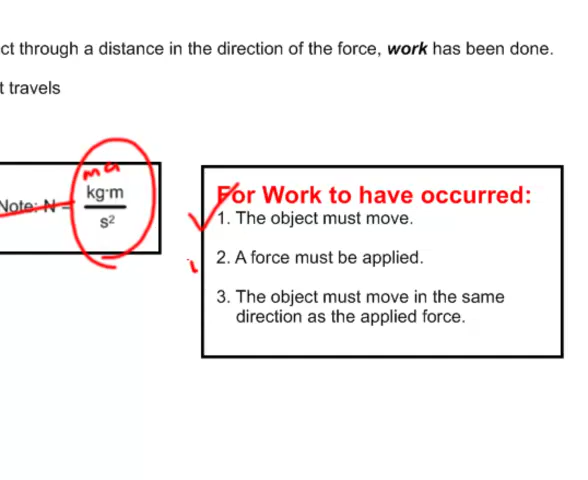 ct through a distance in the direction of the force, work has been done.
t travels
ma
Note: N = kg·m
s²
For Work to have occurred:
1. The object must move.
2. A force must be applied.
3. The object must move in the same
direction as the applied force.